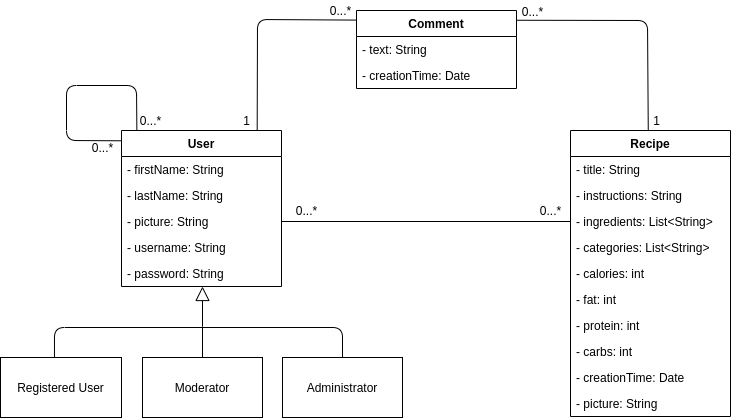 0...*
Comment
0...*
- text: String
- creationTime: Date
0...*
1
1
0...*
User
- firstName: String
- lastName: String
- picture: String
- username: String
- password: String
0...*
0...*
Recipe
- title: String
- instructions: String
- ingredients: List<String>
- categories: List<String>
- calories: int
- fat: int
- protein: int
- carbs: int
- creationTime: Date
- picture: String
Registered User
Moderator
Administrator